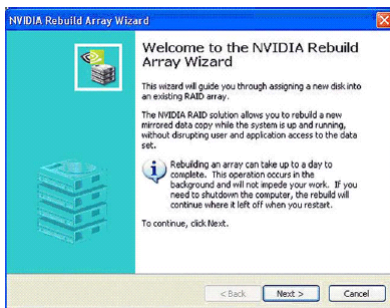 NVIDIA Rebuild Array Wizard
Welcome to the NVIDIA Rebuild
Array Wizard
This wizard will guide you through assigning a new disk into
an existing RAID array.
The NVIDIA RAID solution allows you to rebuild a new
mirrored data copy while the system is up and running,
without disrupting user and application access to the data
set.
Rebuilding an array can take up to a day to
complete. This operation occurs in the
background and will not impede your work. If you
need to shutdown the computer, the rebuild will
continue where it left off when you restart.
To continue, click Next.
< Back Next > Cancel